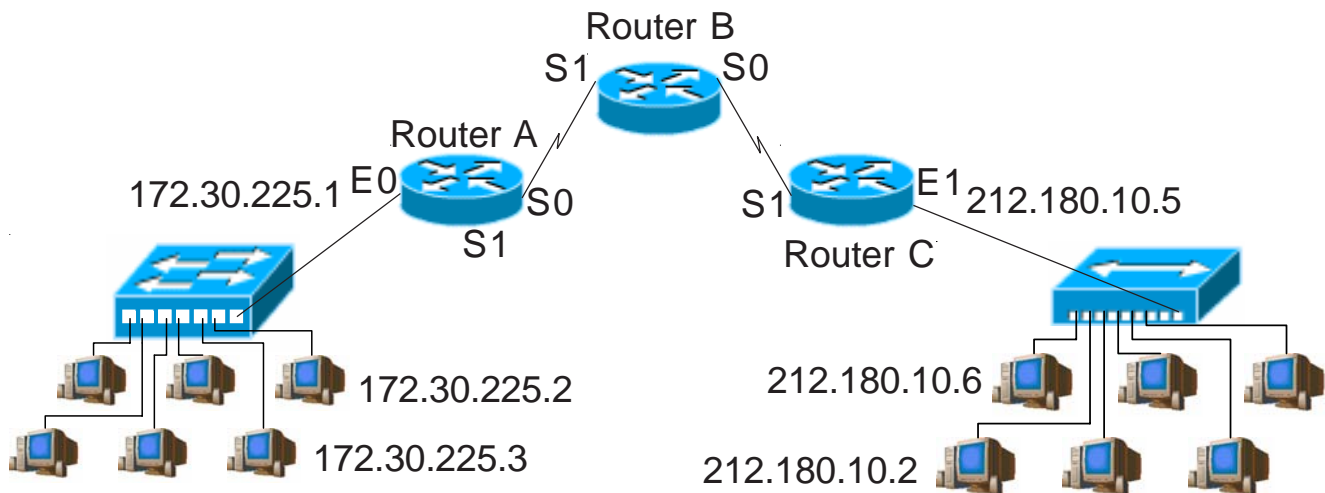 Router B
S1
S0
Router A
172.30.225.1
E0
S0
S1
S1
E1
212.180.10.5
Router C
172.30.225.2
212.180.10.6
172.30.225.3
212.180.10.2